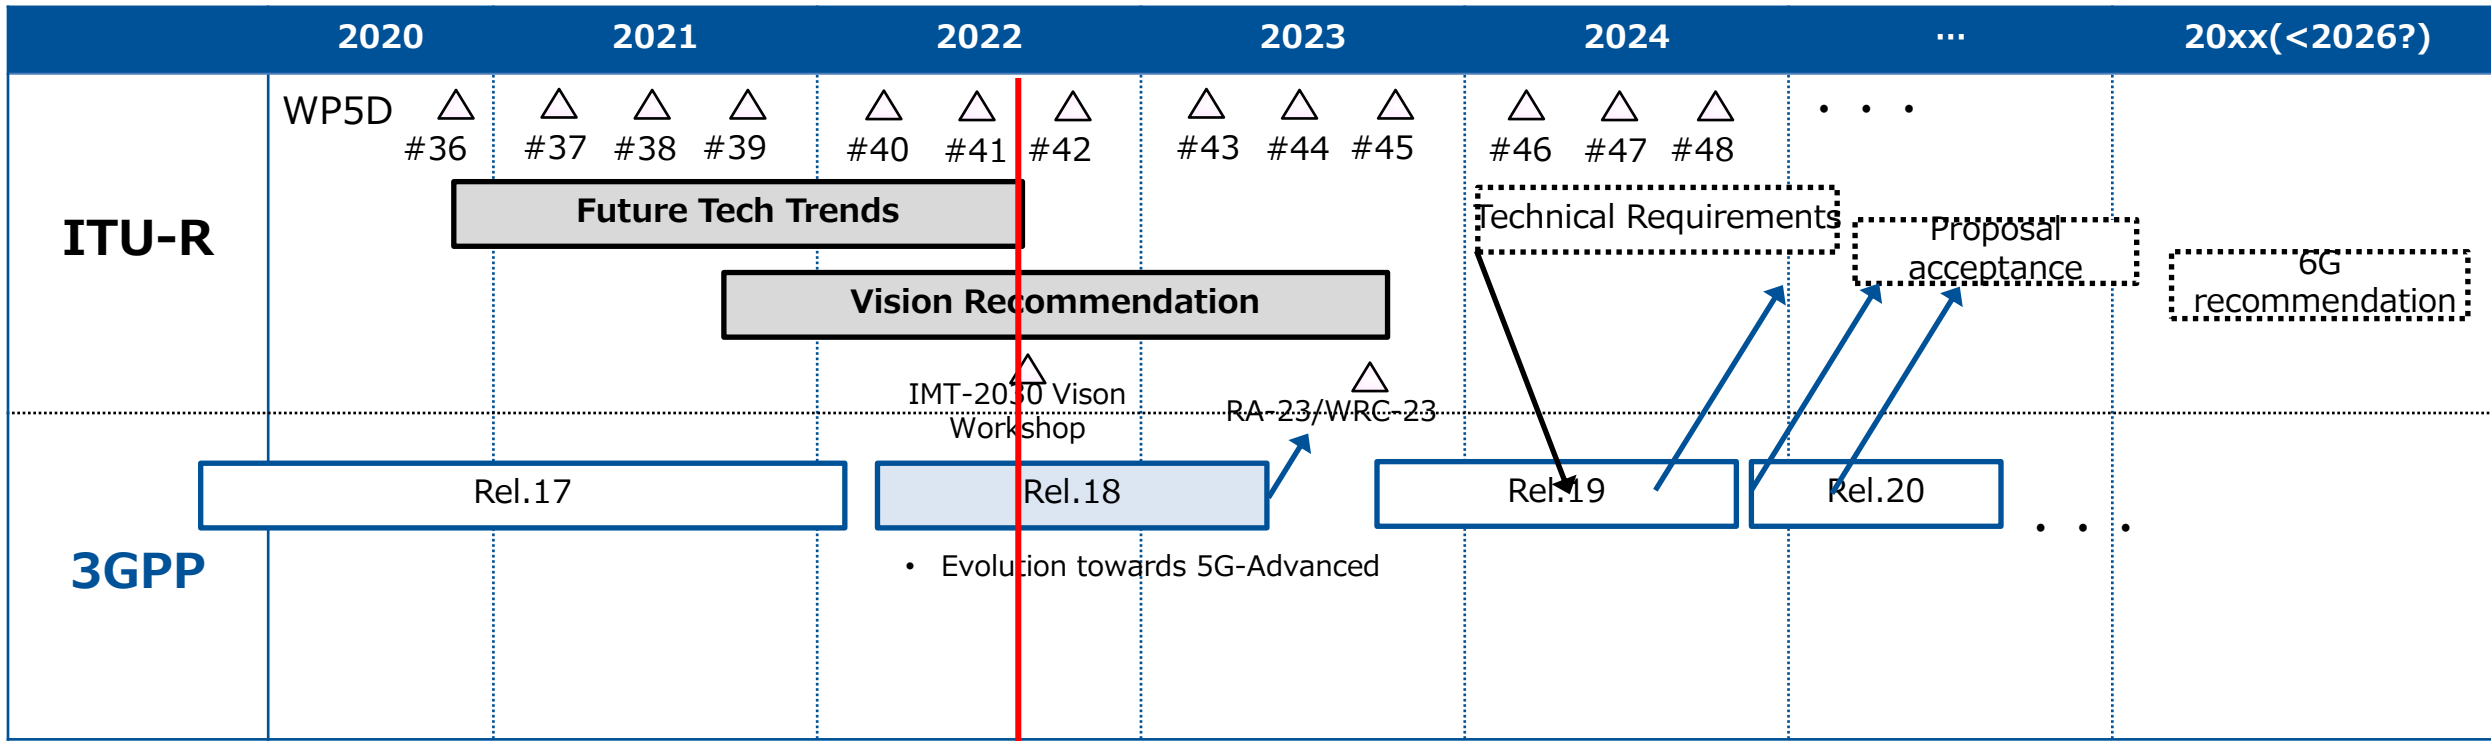 2020 2021 2022 2023 2024 ... 20xx(<2026?)
WP5D
#36 #37 #38 #39 #40 #41 #42 #43 #44 #45 #46 #47 #48
・・・
ITU-R
Future Tech Trends
Technical Requirements
Proposal
acceptance
6G
recommendation
Vision Recommendation
IMT-2030 Vison
Workshop
RA-23/WRC-23
3GPP
Rel.17 Rel.18 Rel.19 Rel.20
・・・
• Evolution towards 5G-Advanced